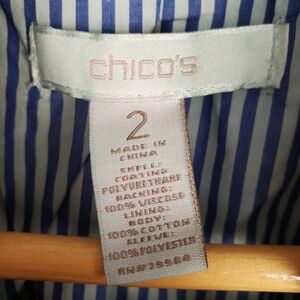 chico's
2
MADE IN
CHINA
SHELL:
COATING
POLYURETHANE
BACKING:
100% VISCOSE
LINING:
BODY:
100% COTTON
SLEEVE:
100% POLYESTER
RN#79564